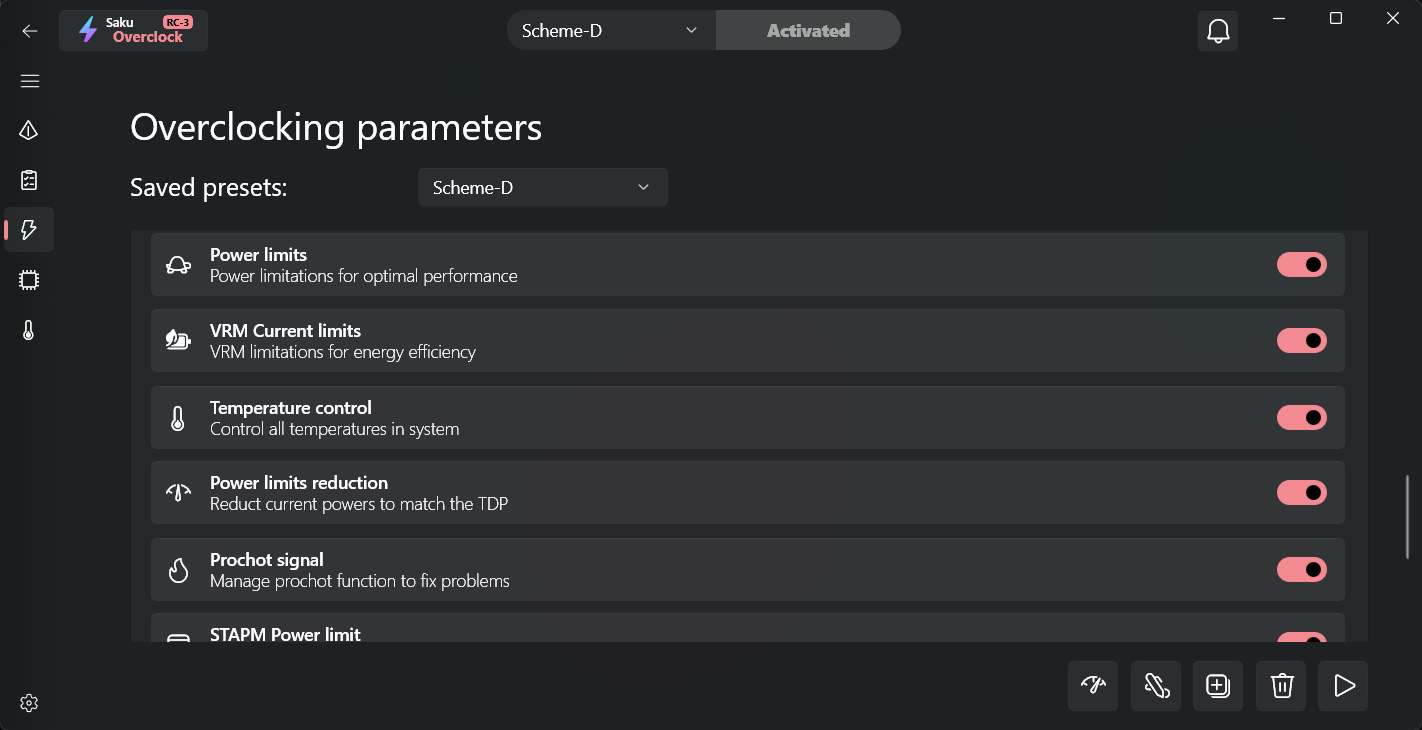 Saku RC-3
Overclock
Scheme-D
Activated
Overclocking parameters
Saved presets:
Scheme-D
Power limits
Power limitations for optimal performance
VRM Current limits
VRM limitations for energy efficiency
Temperature control
Control all temperatures in system
Power limits reduction
Reduct current powers to match the TDP
Prochot signal
Manage prochot function to fix problems
STAPM Power limit